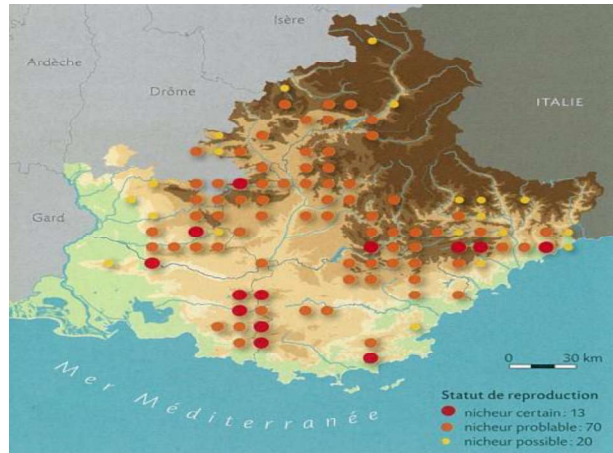 Isère
Ardèche
Drôme
ITALIE
Gard
0 30 km
Mer Méditerranée
Statut de reproduction
nicheur certain : 13
nicheur problable : 70
nicheur possible : 20